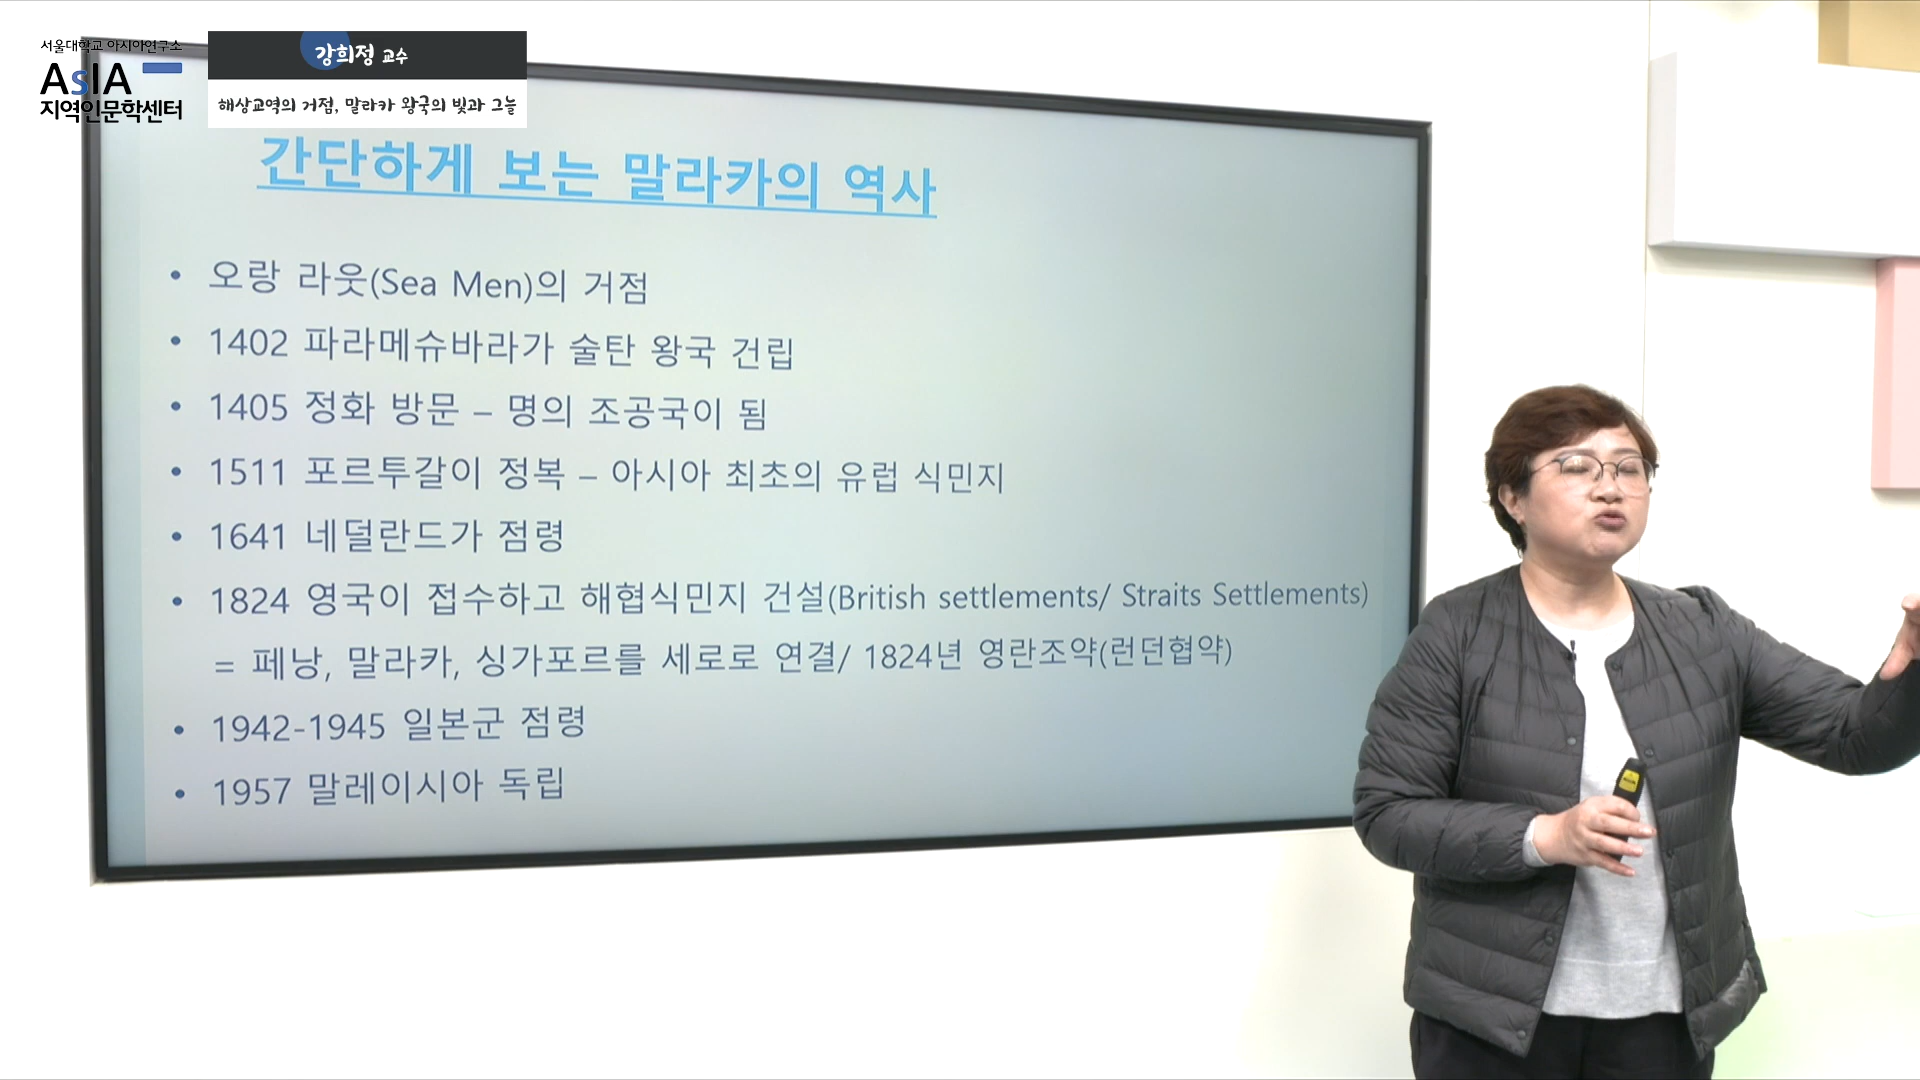 서울대학교 아시아연구소
AsIA
지역인문학센터
강희정 교수
해상교역의 거점, 말라카 왕국의 빛과 그늘
간단하게 보는 말라카의 역사
• 오랑 라웃(Sea Men)의 거점
• 1402 파라메슈바라가 술탄 왕국 건립
• 1405 정화 방문 – 명의 조공국이 됨
• 1511 포르투갈이 정복 – 아시아 최초의 유럽 식민지
• 1641 네덜란드가 점령
• 1824 영국이 접수하고 해협식민지 건설(British settlements/ Straits Settlements)
= 페낭, 말라카, 싱가포르를 세로로 연결/ 1824년 영란조약(런던협약)
• 1942-1945 일본군 점령
• 1957 말레이시아 독립